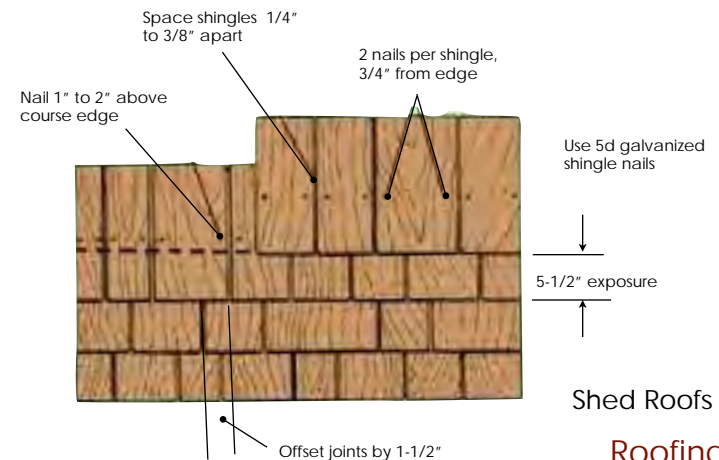 Space shingles 1/4"
to 3/8" apart
2 nails per shingle,
3/4" from edge
Nail 1" to 2" above
course edge
Use 5d galvanized
shingle nails
5-1/2" exposure
Shed Roofs
Offset joints by 1-1/2"
Roofing